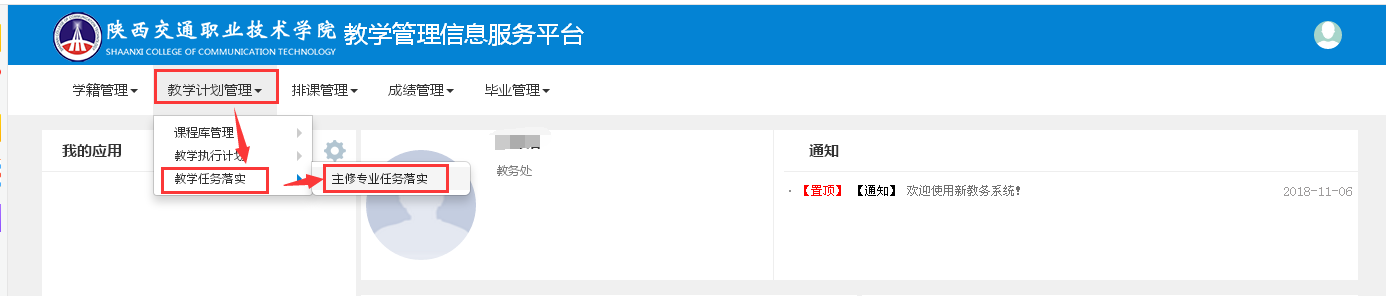 陕西交通职业技术学院 教学管理信息服务平台
SHAANXI COLLEGE OF COMMUNICATION TECHNOLOGY
学籍管理 教学计划管理 排课管理 成绩管理 毕业管理
课程库管理
教学执行计划
教学任务落实
主修专业任务落实
我的应用
教务处
通知
· 【置顶】 【通知】 欢迎使用新教务系统! 2018-11-06